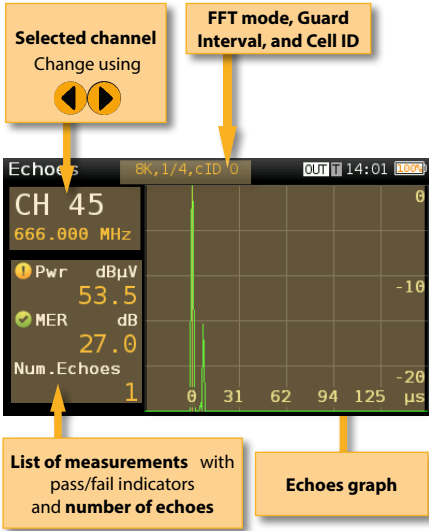 Selected channel
Change using
FFT mode, Guard
Interval, and Cell ID
Echoes
8K,1/4,cID 0
OUT T 14:01 100%
CH 45
666.000 MHz
Pwr dBµV
53.5
MER dB
27.0
Num.Echoes
1
0
-10
-20
0 31 62 94 125 µs
List of measurements with
pass/fail indicators
and number of echoes
Echoes graph